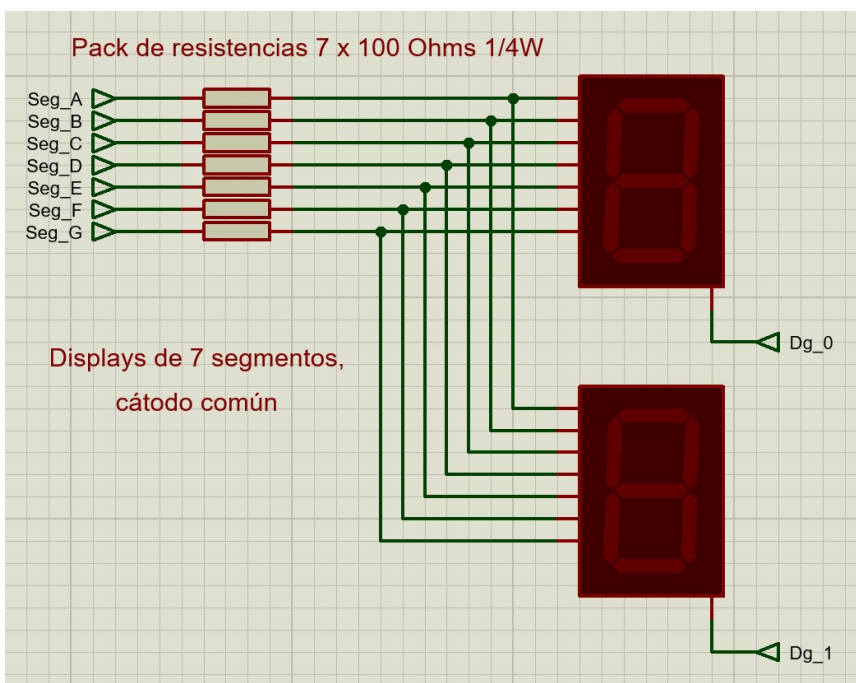 Pack de resistencias 7 x 100 Ohms 1/4W
Seg_A
Seg_B
Seg_C
Seg_D
Seg_E
Seg_F
Seg_G
Dg_0
Displays de 7 segmentos,
cátodo común
Dg_1